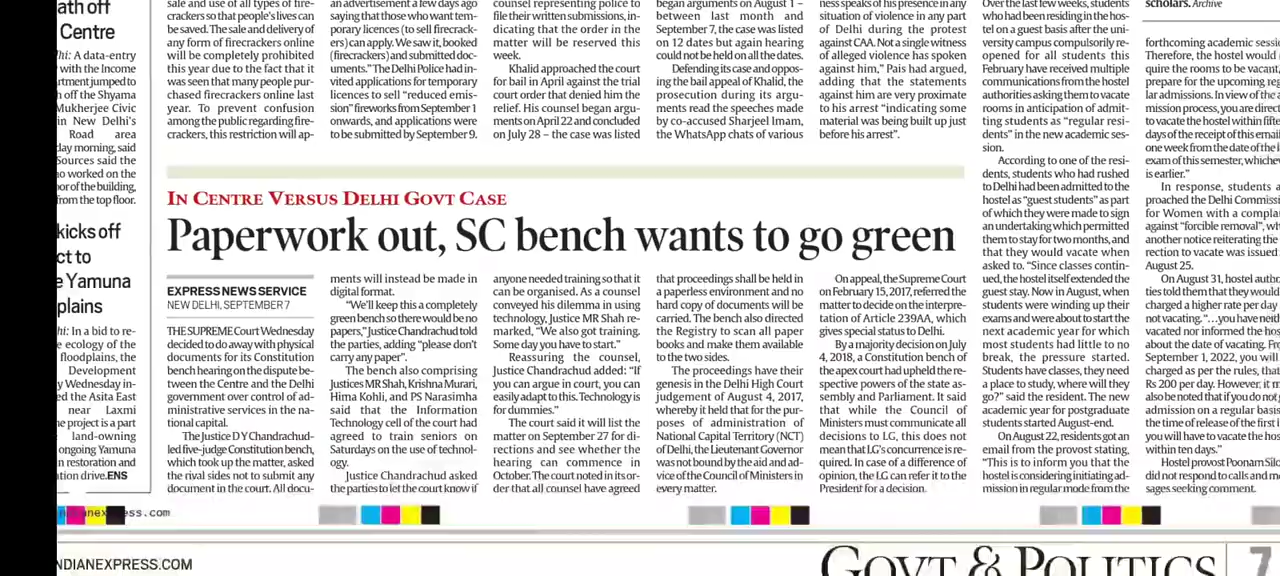 th off
Centre
lhi: A data-entry
with the Income
rtment jumped to
h off the Shyama
Mukherjee Civic
in New Delhi's
Road area
day morning, said
Sources said the
ho worked on the
oor of the building,
from the top floor.
kicks off
ct to
e Yamuna
plains
hi: In a bid to re-
e ecology of the
floodplains, the
Development
y Wednesday in-
ed the Asita East
near Laxmi
he project is a part
land-owning
ongoing Yamuna
n restoration and
ation drive.ENS
sale and use of all types of fire-
crackers so that people's lives can
be saved. The sale and delivery of
any form of firecrackers online
will be completely prohibited
this year due to the fact that it
was seen that many people pur-
chased firecrackers online last
year. To prevent confusion
among the public regarding fire-
crackers, this restriction will ap-
an advertisement a few days ago
saying that those who want tem-
porary licences (to sell firecrack-
ers) can apply. We saw it, booked
(firecrackers) and submitted doc-
uments." The Delhi Police had in-
vited applications for temporary
licences to sell "reduced emis-
sion" fireworks from September 1
onwards, and applications were
to be submitted by September 9.
counsel representing police to
file their written submissions, in-
dicating that the order in the
matter will be reserved this
week.
Khalid approached the court
for bail in April against the trial
court order that denied him the
relief. His counsel began argu-
ments on April 22 and concluded
on July 28 – the case was listed
began arguments on August 1 –
between last month and
September 7, the case was listed
on 12 dates but again hearing
could not be held on all the dates.
Defending its case and oppos-
ing the bail appeal of Khalid, the
prosecution during its argu-
ments read the speeches made
by co-accused Sharjeel Imam,
the WhatsApp chats of various
ness speaks of his presence in any
situation of violence in any part
of Delhi during the protest
against CAA. Not a single witness
of alleged violence has spoken
against him," Pais had argued,
adding that the statements
against him are very proximate
to his arrest "indicating some
material was being built up just
before his arrest".
IN CENTRE VERSUS DELHI GOVT CASE
Paperwork out, SC bench wants to go green
EXPRESS NEWS SERVICE
NEW DELHI, SEPTEMBER 7
THE SUPREME Court Wednesday
decided to do away with physical
documents for its Constitution
bench hearing on the dispute be-
tween the Centre and the Delhi
government over control of ad-
ministrative services in the na-
tional capital.
The Justice D Y Chandrachud-
led five-judge Constitution bench,
which took up the matter, asked
the rival sides not to submit any
document in the court. All docu-
ments will instead be made in
digital format.
"We'll keep this a completely
green bench so there would be no
papers," Justice Chandrachud told
the parties, adding "please don't
carry any paper".
The bench also comprising
Justices MR Shah, Krishna Murari,
Hima Kohli, and PS Narasimha
said that the Information
Technology cell of the court had
agreed to train seniors on
Saturdays on the use of technol-
ogy.
Justice Chandrachud asked
the parties to let the court know if
anyone needed training so that it
can be organised. As a counsel
conveyed his dilemma in using
technology, Justice MR Shah re-
marked, "We also got training.
Some day you have to start."
Reassuring the counsel,
Justice Chandrachud added: "If
you can argue in court, you can
easily adapt to this. Technology is
for dummies."
The court said it will list the
matter on September 27 for di-
rections and see whether the
hearing can commence in
October. The court noted in its or-
der that all counsel have agreed
that proceedings shall be held in
a paperless environment and no
hard copy of documents will be
carried. The bench also directed
the Registry to scan all paper
books and make them available
to the two sides.
The proceedings have their
genesis in the Delhi High Court
judgement of August 4, 2017,
whereby it held that for the pur-
poses of administration of
National Capital Territory (NCT)
of Delhi, the Lieutenant Governor
was not bound by the aid and ad-
vice of the Council of Ministers in
every matter.
On appeal, the Supreme Court
on February 15, 2017, referred the
matter to decide on the interpre-
tation of Article 239AA, which
gives special status to Delhi.
By a majority decision on July
4, 2018, a Constitution bench of
the apex court had upheld the re-
spective powers of the state as-
sembly and Parliament. It said
that while the Council of
Ministers must communicate all
decisions to LG, this does not
mean that LG's concurrence is re-
quired. In case of a difference of
opinion, the LG can refer it to the
President for a decision.
Over the last few weeks, students
who had been residing in the hos-
tel on a guest basis after the uni-
versity campus compulsorily re-
opened for all students this
February have received multiple
communications from the hostel
authorities asking them to vacate
rooms in anticipation of admit-
ting students as "regular resi-
dents" in the new academic ses-
sion.
According to one of the resi-
dents, students who had rushed
to Delhi had been admitted to the
hostel as "guest students" as part
of which they were made to sign
an undertaking which permitted
them to stay for two months, and
that they would vacate when
asked to. "Since classes contin-
ued, the hostel itself extended the
guest stay. Now in August, when
students were winding up their
exams and were about to start the
next academic year for which
most students had little to no
break, the pressure started.
Students have classes, they need
a place to study, where will they
go?" said the resident. The new
academic year for postgraduate
students started August-end.
On August 22, residents got an
email from the provost stating,
"This is to inform you that the
hostel is considering initiating ad-
mission in regular mode from the
scholars. Archive
forthcoming academic sessi
Therefore, the hostel would r
quire the rooms to be vacat
prepare for the upcoming re
lar admissions. In view of the a
mission process, you are direct
to vacate the hostel within fifte
days of the receipt of this email
one week from the date of the l
exam of this semester, whichev
is earlier."
In response, students a
proached the Delhi Commissi
for Women with a compla
against "forcible removal", wh
another notice reiterating the
rection to vacate was issued
August 25.
On August 31, hostel autho
ties told them that they would
charged a higher rate per day
not vacating. "…you have neith
vacated nor informed the hos
about the date of vacating. Fr
September 1, 2022, you will
charged as per the rules, that
Rs 200 per day. However, it m
also be noted that if you do not g
admission on a regular basis
the time of release of the first l
you will have to vacate the hos
within ten days."
Hostel provost Poonam Silo
did not respond to calls and m
sages seeking comment.
ndianexpress.com
NDIANEXPRESS.COM
GOVT & POLITICS
7